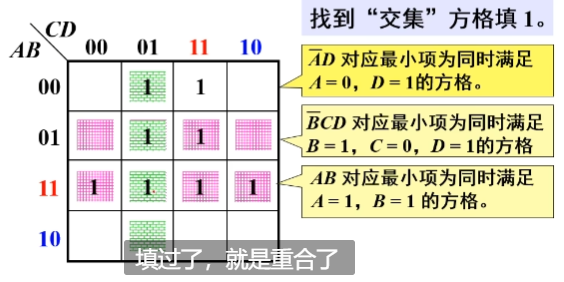 找到“交集”方格填 1。
CD
AB
00 01 11 10
00 1 1
01 1 1
11 1 1 1 1
10
A̅D 对应最小项为同时满足
A = 0，D = 1的方格。
B̅CD 对应最小项为同时满足
B = 1，C = 0，D = 1的方格
AB 对应最小项为同时满足
A = 1，B = 1 的方格。
填过了，就是重合了